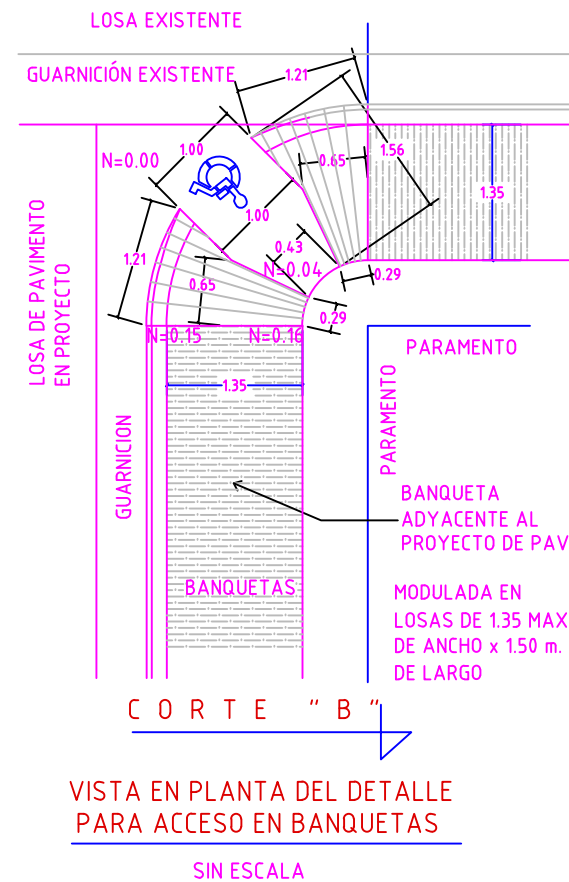 LOSA EXISTENTE
GUARNICIÓN EXISTENTE
1.21
1.00
N=0.00
0.65
1.56
1.35
1.00
0.43
N=0.04
0.29
1.21
0.65
0.29
N=0.15
N=0.16
LOSA DE PAVIMENTO
EN PROYECTO
PARAMENTO
PARAMENTO
1.35
GUARNICION
BANQUETA
ADYACENTE AL
PROYECTO DE PAV
BANQUETAS
MODULADA EN
LOSAS DE 1.35 MAX
DE ANCHO x 1.50 m.
DE LARGO
CORTE "B"
VISTA EN PLANTA DEL DETALLE
PARA ACCESO EN BANQUETAS
SIN ESCALA